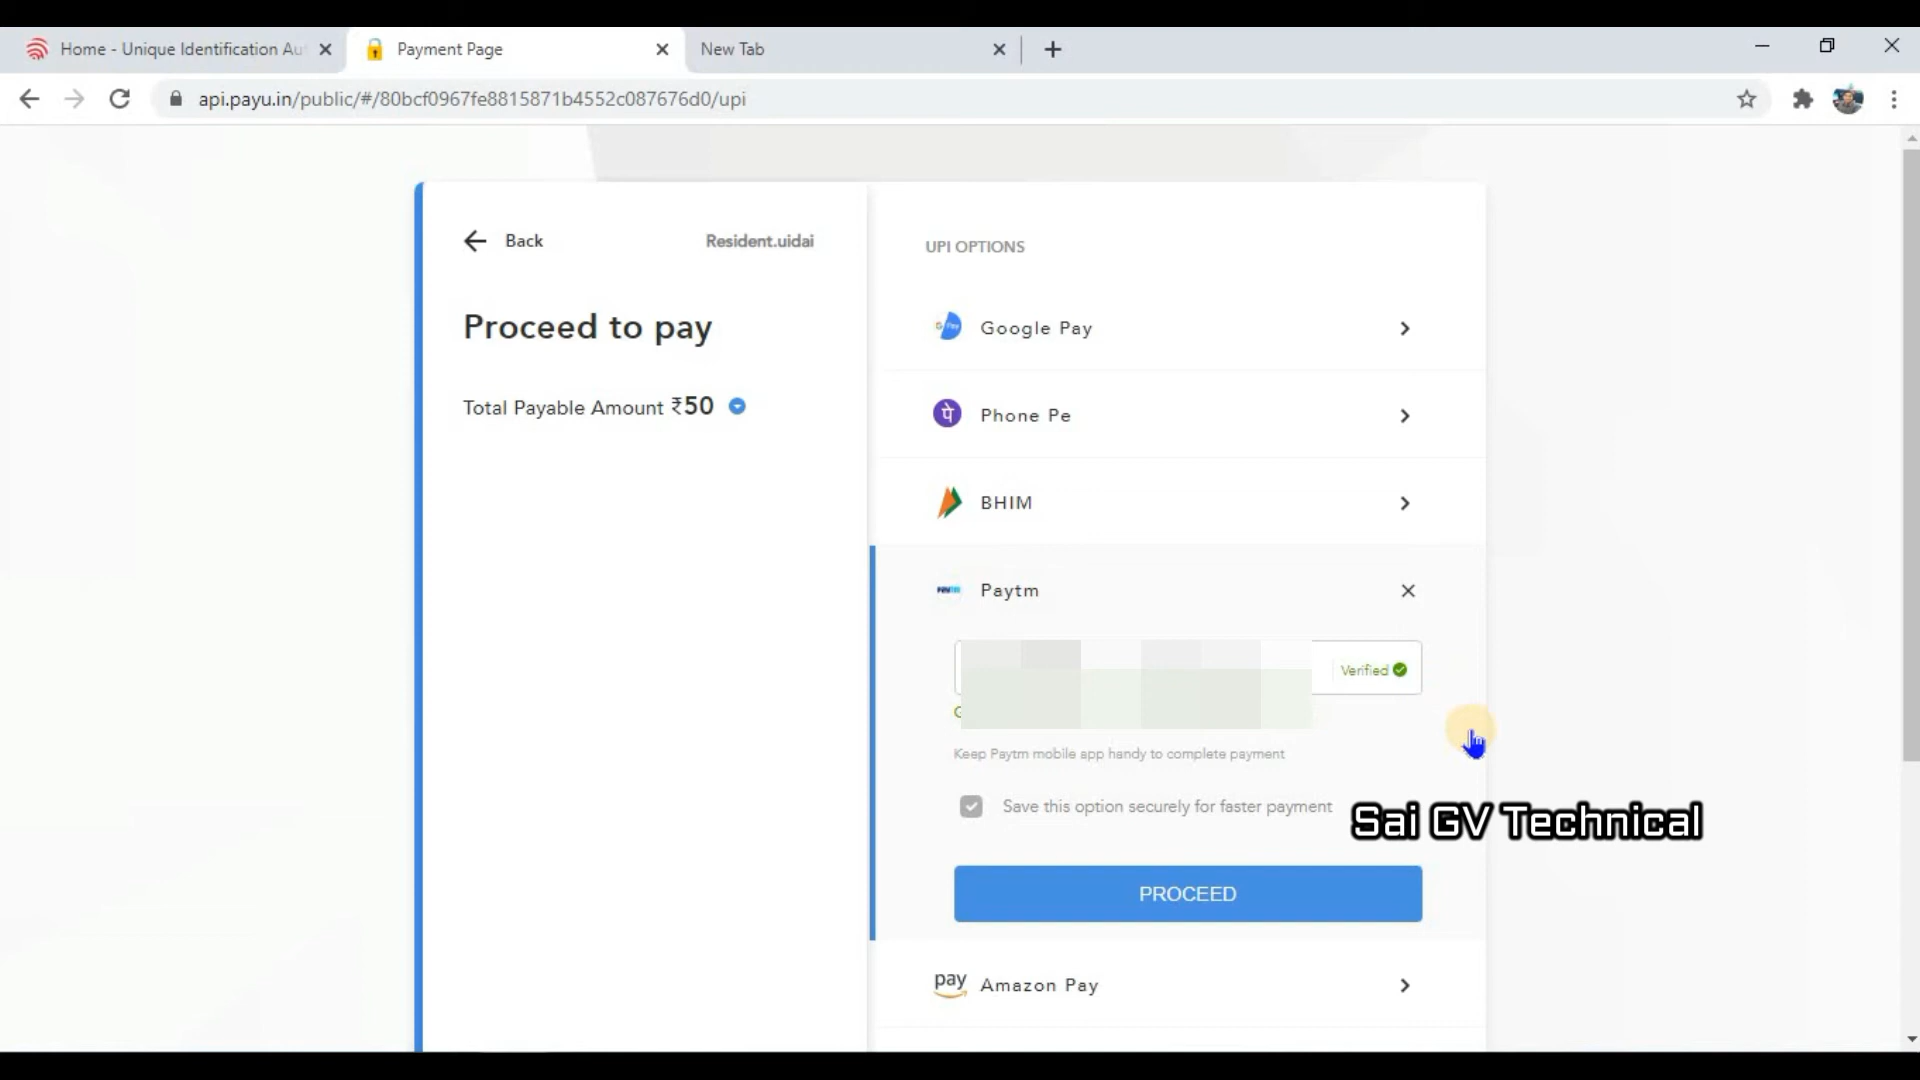 Home - Unique Identification Au
Payment Page
New Tab
api.payu.in/public/#/80bcf0967fe8815871b4552c087676d0/upi
Back
Resident.uidai
Proceed to pay
Total Payable Amount ₹50
UPI OPTIONS
G Pay
Google Pay
पे
Phone Pe
BHIM
Paytm
Paytm
Verified
Keep Paytm mobile app handy to complete payment
Save this option securely for faster payment
Sai GV Technical
PROCEED
pay
Amazon Pay